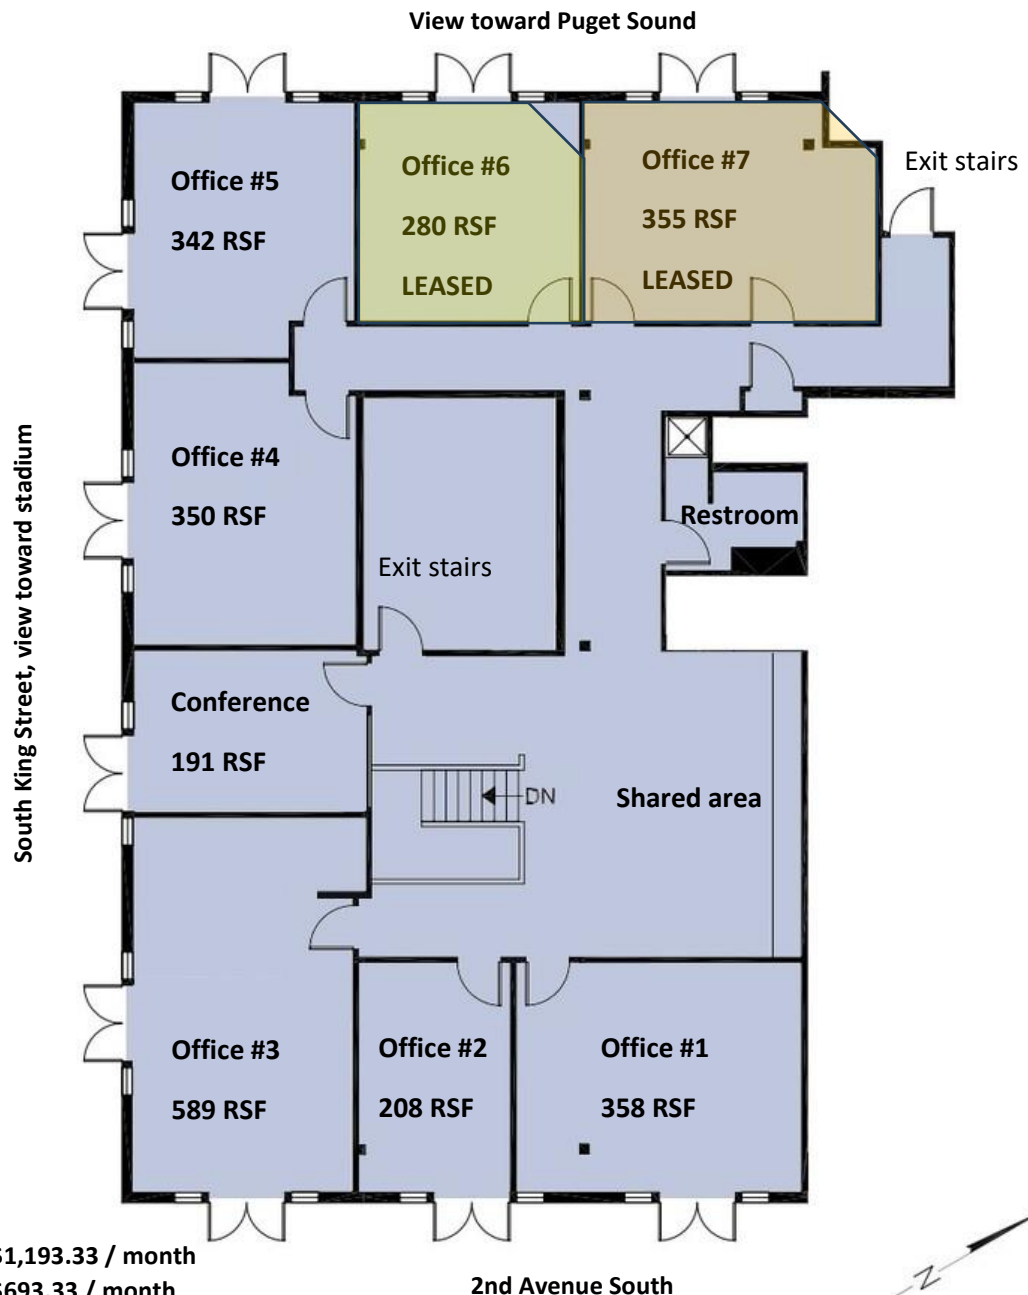 View toward Puget Sound
Office #5
342 RSF
Office #6
280 RSF
LEASED
Office #7
355 RSF
LEASED
Exit stairs
South King Street, view toward stadium
Office #4
350 RSF
Exit stairs
Restroom
Conference
191 RSF
DN
Shared area
Office #3
589 RSF
Office #2
208 RSF
Office #1
358 RSF
$1,193.33 / month
$693.33 / month
2nd Avenue South
N